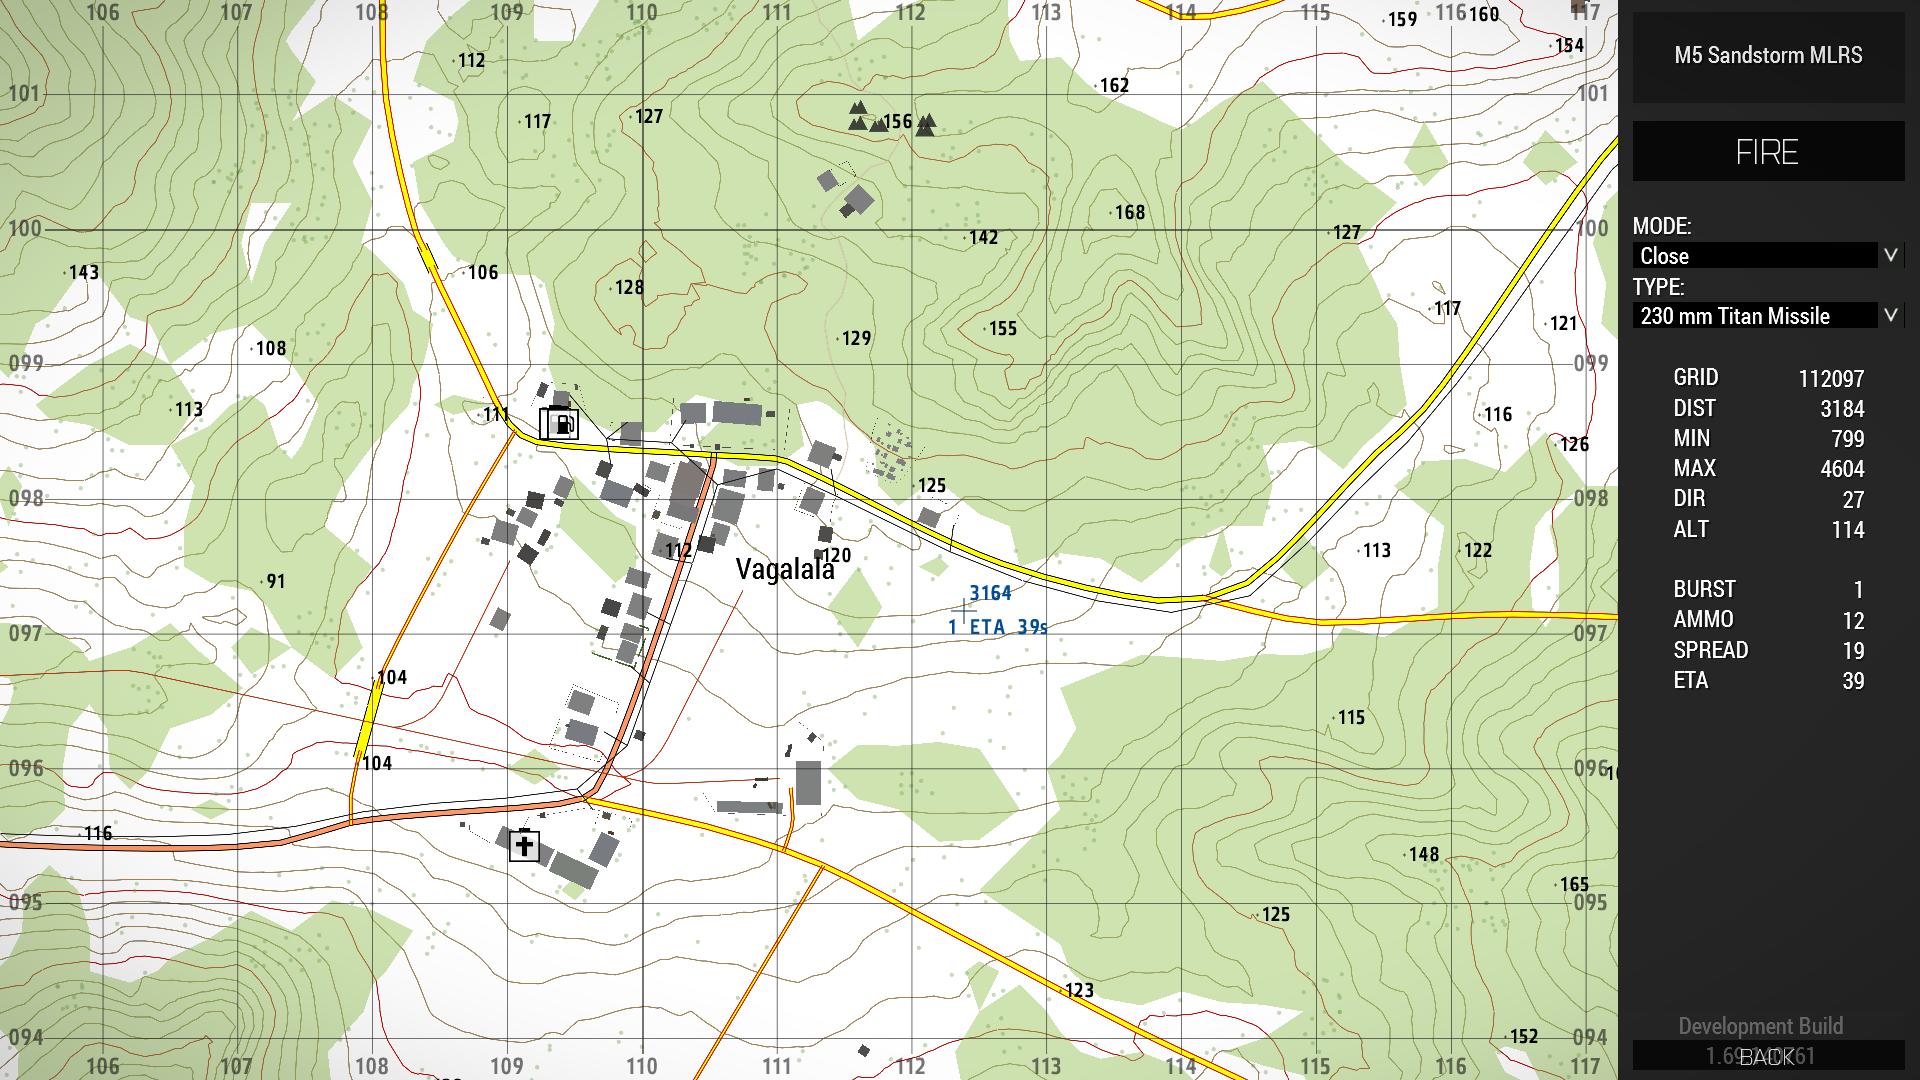 106 107 108 109 110 111 112 113 114 115 116 117
159
160
154
112
162
101
101
117
127
156
168
100
142
127
100
143
106
128
117
121
155
129
108
099
099
113
111
116
126
098
125
098
112
120
113
122
Vagalala
91
3164
1 ETA 39s
097
097
104
115
104
096
096
116
148
165
095
125
095
123
152
094
094
106 107 108 109 110 111 112 113 114 115 116 117
M5 Sandstorm MLRS
FIRE
MODE:
Close
TYPE:
230 mm Titan Missile
GRID 112097
DIST 3184
MIN 799
MAX 4604
DIR 27
ALT 114
BURST 1
AMMO 12
SPREAD 19
ETA 39
Development Build
BACK